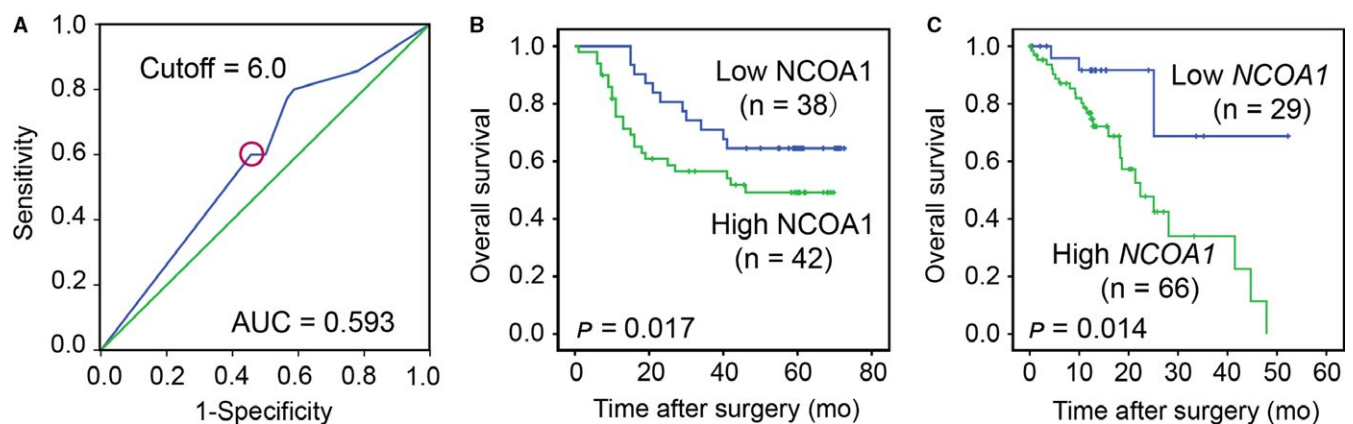 A
1.0
0.8
0.6
0.4
0.2
0.0
Sensitivity
Cutoff = 6.0
AUC = 0.593
0.0 0.2 0.4 0.6 0.8 1.0
1-Specificity
B
1.0
0.8
0.6
0.4
0.2
0.0
Overall survival
Low NCOA1
(n = 38)
High NCOA1
(n = 42)
P = 0.017
0 20 40 60 80
Time after surgery (mo)
C
1.0
0.8
0.6
0.4
0.2
0.0
Overall survival
Low NCOA1
(n = 29)
High NCOA1
(n = 66)
P = 0.014
0 10 20 30 40 50 60
Time after surgery (mo)